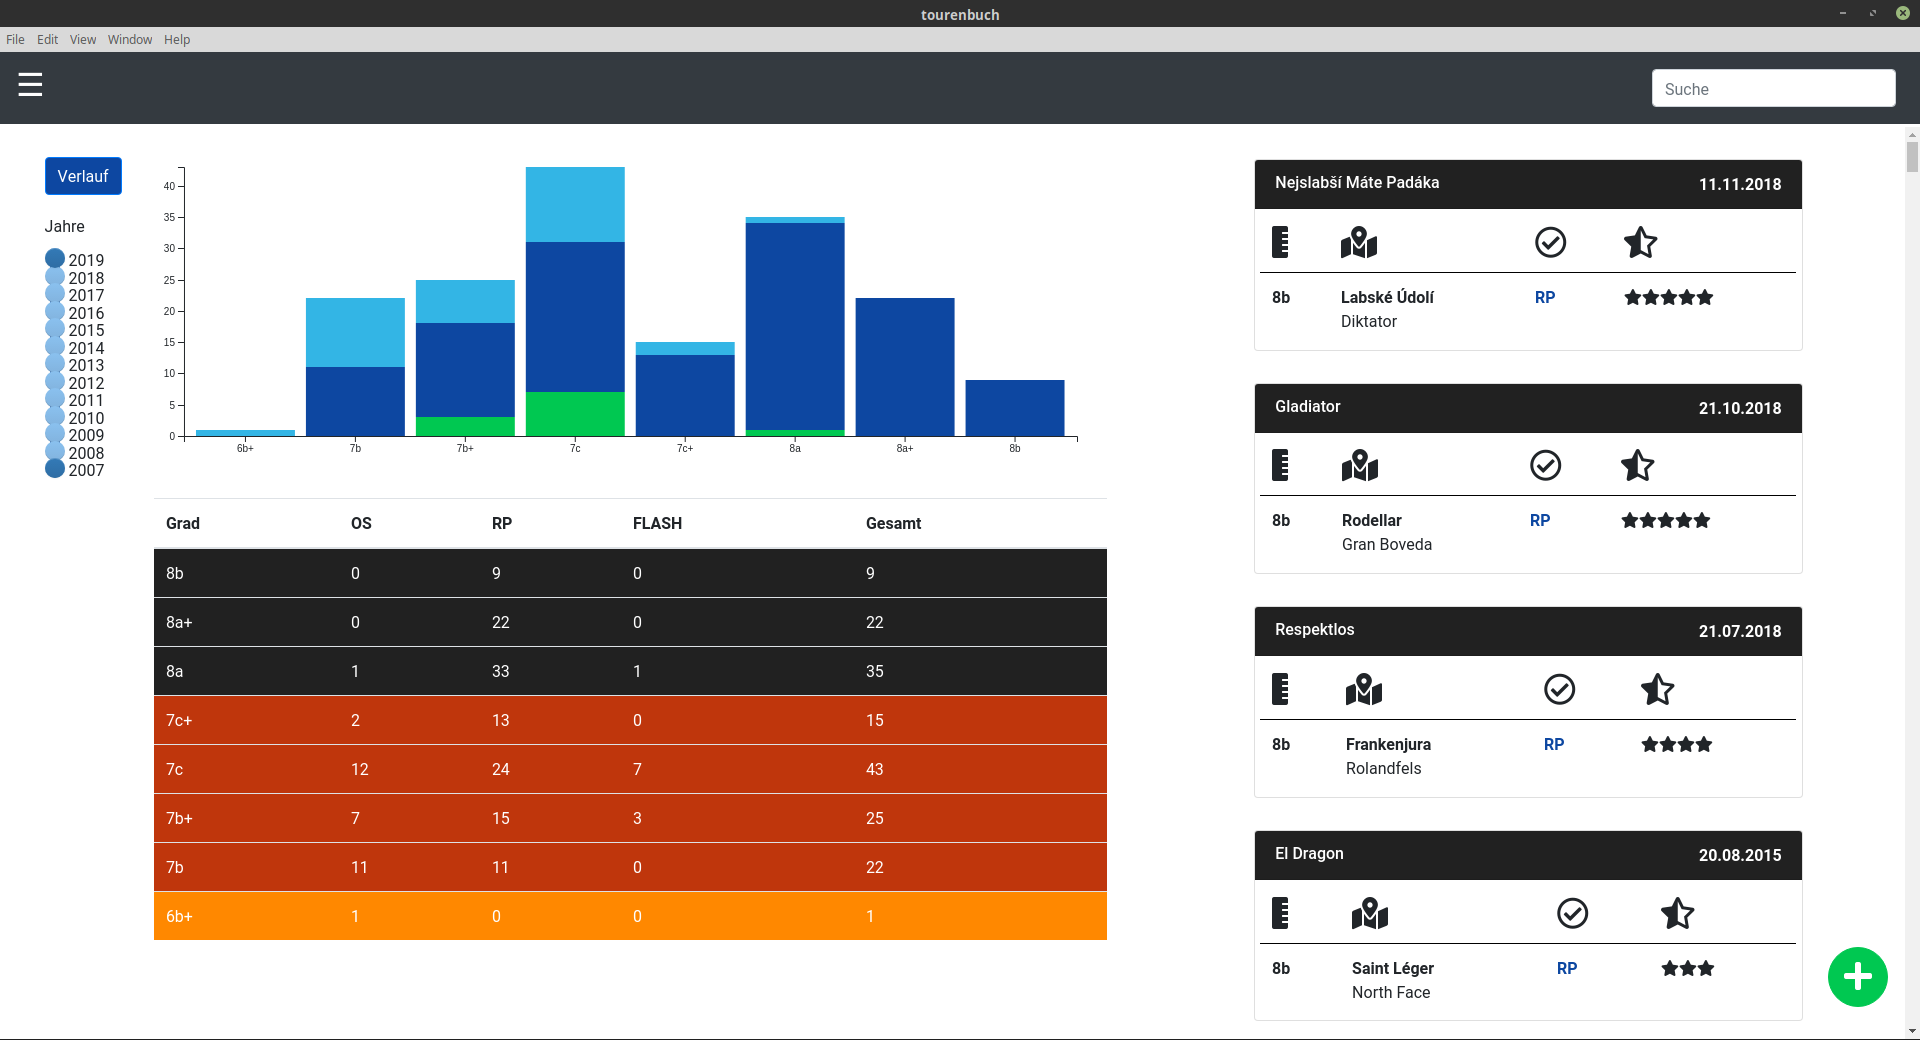 tourenbuch
File Edit View Window Help
☰
Suche
Verlauf
Jahre
2019
2018
2017
2016
2015
2014
2013
2012
2011
2010
2009
2008
2007
40
35
30
25
20
15
10
5
0
6b+ 7b 7b+ 7c 7c+ 8a 8a+ 8b
Grad OS RP FLASH Gesamt
8b 0 9 0 9
8a+ 0 22 0 22
8a 1 33 1 35
7c+ 2 13 0 15
7c 12 24 7 43
7b+ 7 15 3 25
7b 11 11 0 22
6b+ 1 0 0 1
Nejslabší Máte Padáka 11.11.2018
8b Labské Údolí RP ★★★★★
Diktator
Gladiator 21.10.2018
8b Rodellar RP ★★★★★
Gran Boveda
Respektlos 21.07.2018
8b Frankenjura RP ★★★★
Rolandfels
El Dragon 20.08.2015
8b Saint Léger RP ★★★
North Face